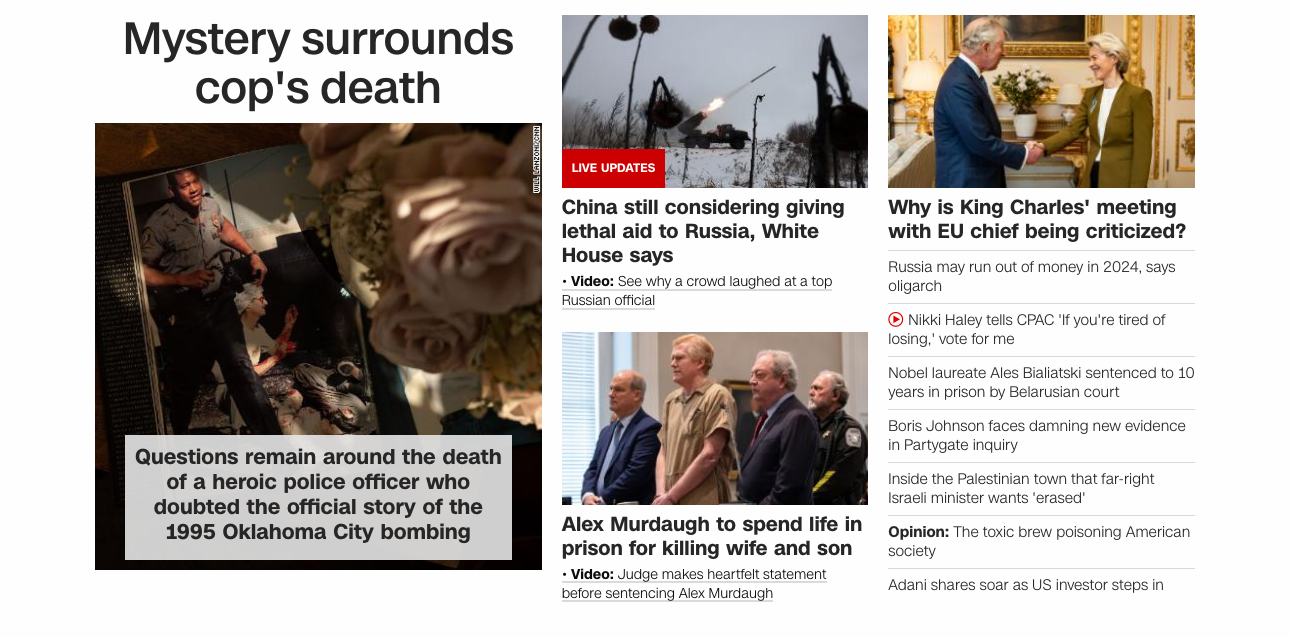 Mystery surrounds
cop's death
WILL LANZONI/CNN
Questions remain around the death
of a heroic police officer who
doubted the official story of the
1995 Oklahoma City bombing
LIVE UPDATES
China still considering giving
lethal aid to Russia, White
House says
• Video: See why a crowd laughed at a top
Russian official
Alex Murdaugh to spend life in
prison for killing wife and son
• Video: Judge makes heartfelt statement
before sentencing Alex Murdaugh
Why is King Charles' meeting
with EU chief being criticized?
Russia may run out of money in 2024, says
oligarch
Nikki Haley tells CPAC 'If you're tired of
losing,' vote for me
Nobel laureate Ales Bialiatski sentenced to 10
years in prison by Belarusian court
Boris Johnson faces damning new evidence
in Partygate inquiry
Inside the Palestinian town that far-right
Israeli minister wants 'erased'
Opinion: The toxic brew poisoning American
society
Adani shares soar as US investor steps in